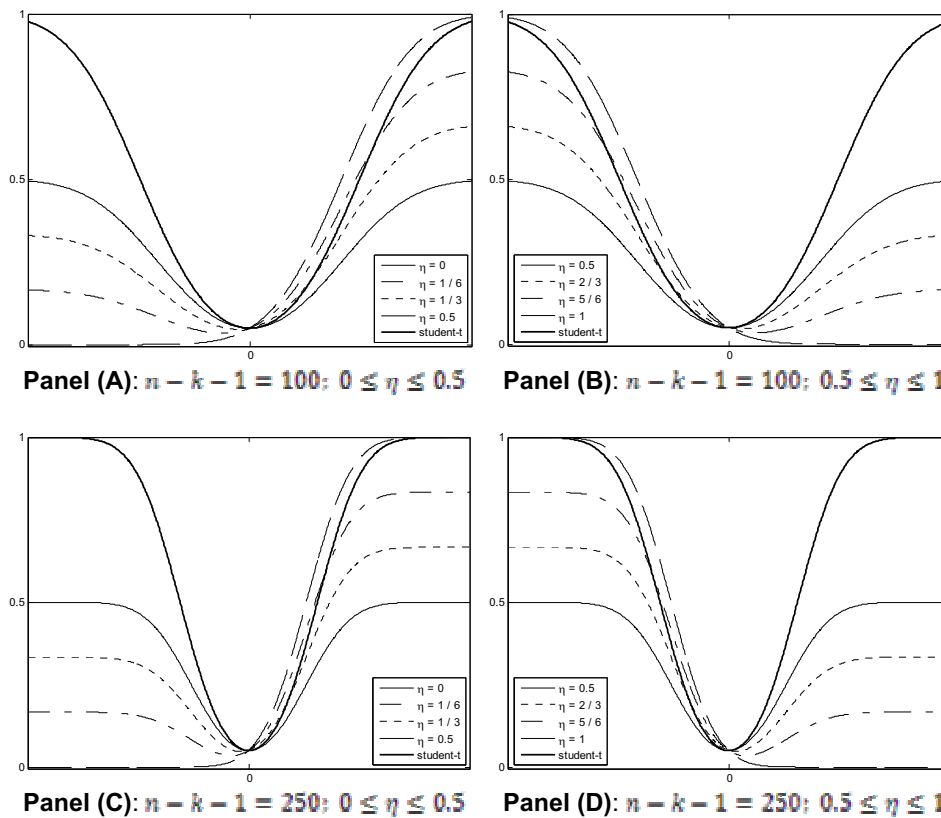 1
0.5
0
0
η = 0
η = 1 / 6
η = 1 / 3
η = 0.5
student-t
Panel (A): n − k − 1 = 100; 0 ≤ η ≤ 0.5
1
0.5
0
0
η = 0.5
η = 2 / 3
η = 5 / 6
η = 1
student-t
Panel (B): n − k − 1 = 100; 0.5 ≤ η ≤ 1
1
0.5
0
0
η = 0
η = 1 / 6
η = 1 / 3
η = 0.5
student-t
Panel (C): n − k − 1 = 250; 0 ≤ η ≤ 0.5
1
0.5
0
0
η = 0.5
η = 2 / 3
η = 5 / 6
η = 1
student-t
Panel (D): n − k − 1 = 250; 0.5 ≤ η ≤ 1